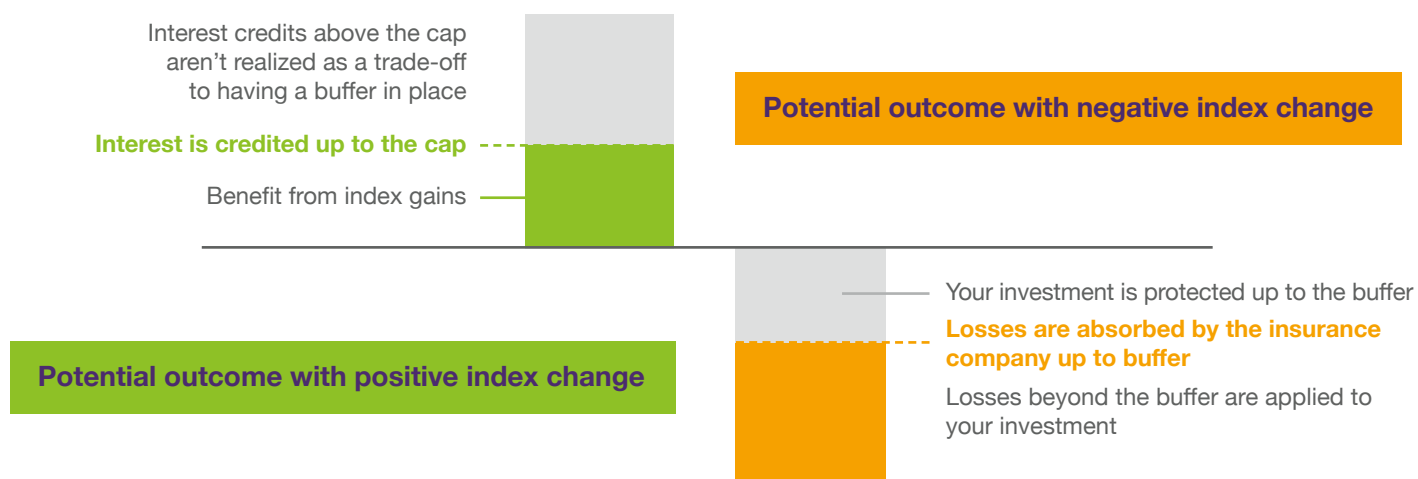 Interest credits above the cap
aren’t realized as a trade-off
to having a buffer in place
Interest is credited up to the cap
Benefit from index gains
Potential outcome with positive index change
Potential outcome with negative index change
Your investment is protected up to the buffer
Losses are absorbed by the insurance
company up to buffer
Losses beyond the buffer are applied to
your investment